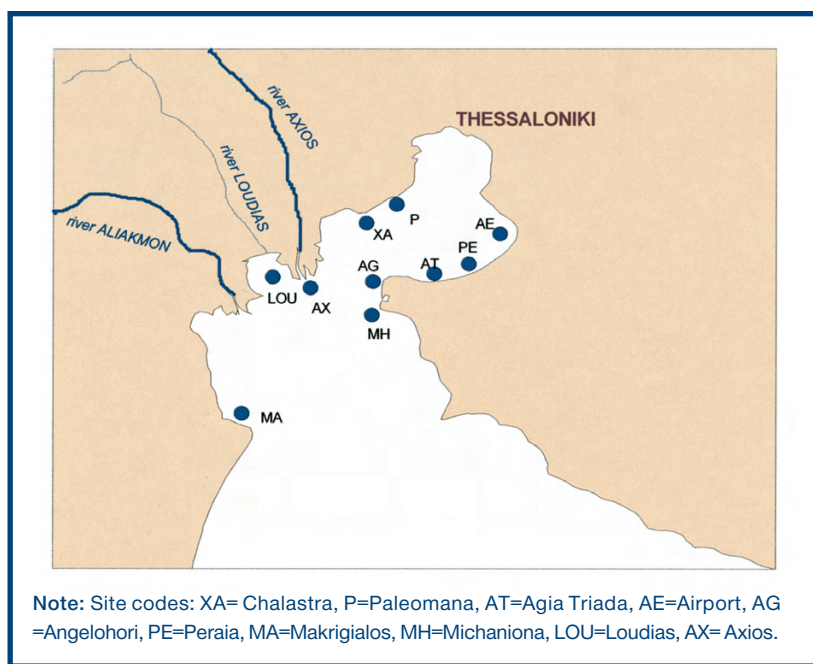 THESSALONIKI
river AXIOS
river LOUDIAS
river ALIAKMON
P
XA
AE
PE
AT
AG
LOU
AX
MH
MA
Note: Site codes: XA= Chalastra, P=Paleomana, AT=Agia Triada, AE=Airport, AG
=Angelohori, PE=Peraia, MA=Makrigialos, MH=Michaniona, LOU=Loudias, AX= Axios.